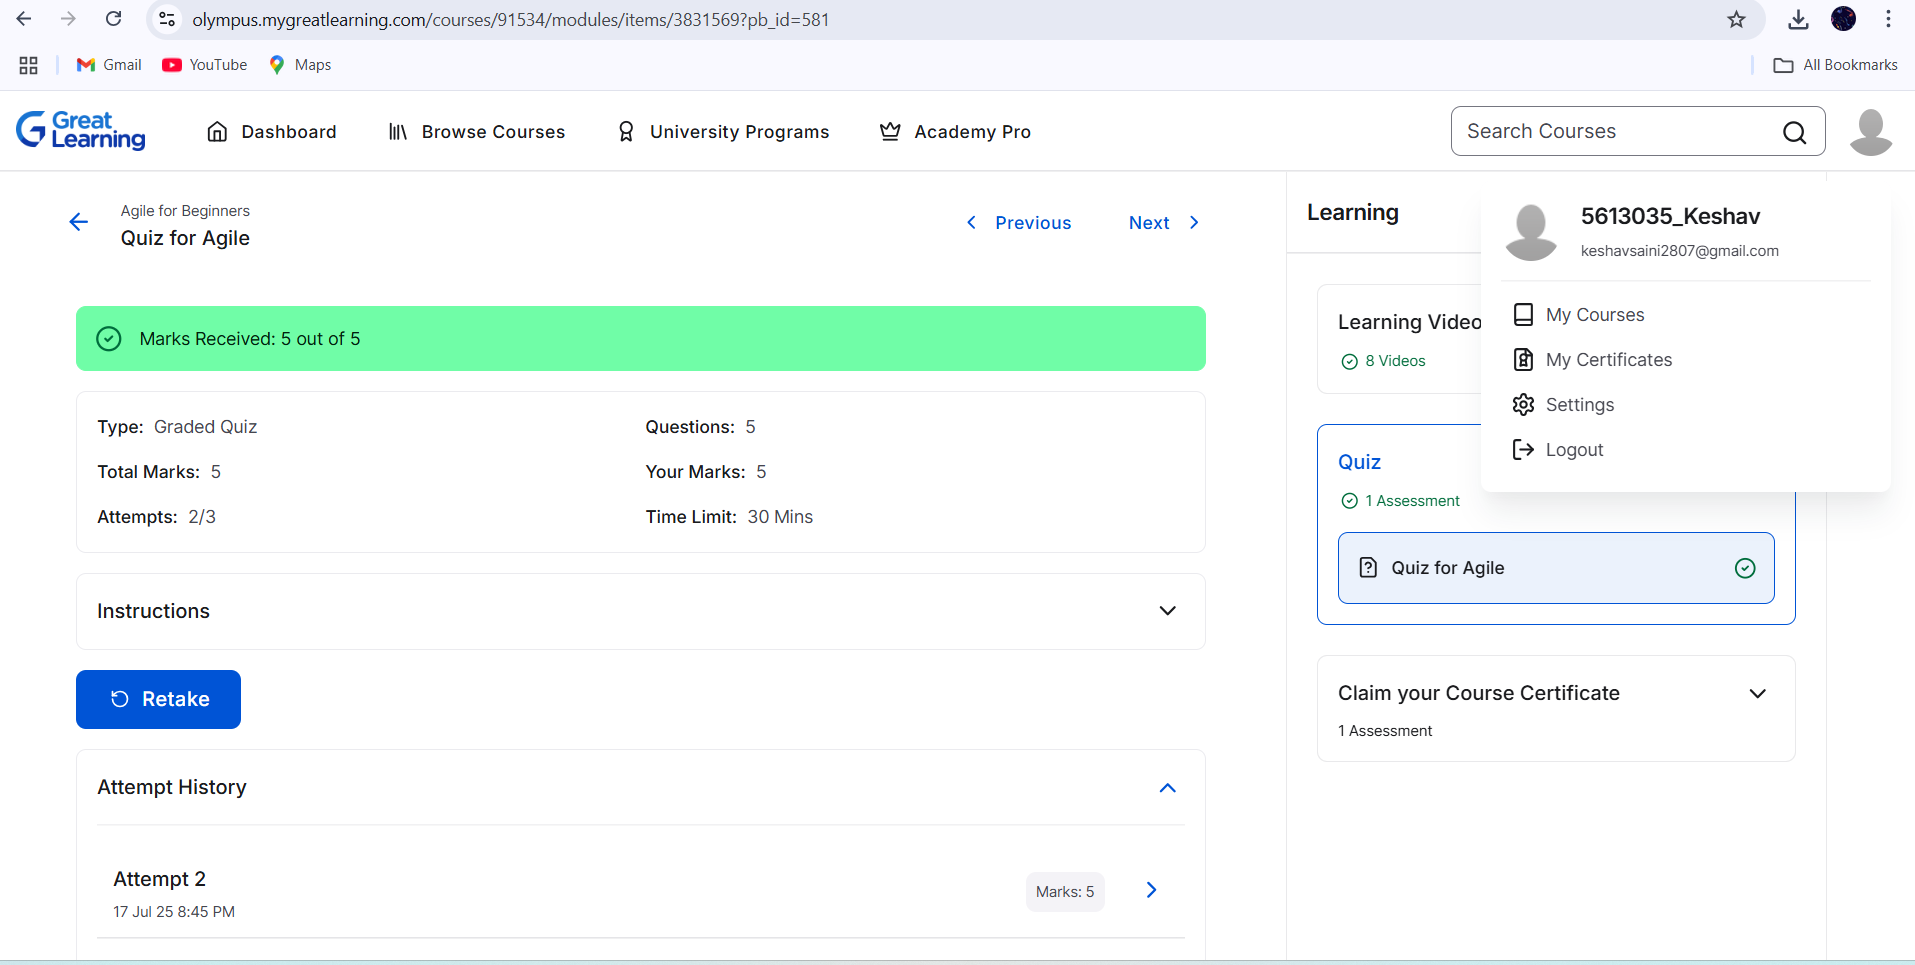 olympus.mygreatlearning.com/courses/91534/modules/items/3831569?pb_id=581
Gmail
YouTube
Maps
All Bookmarks
Great Learning
Dashboard
Browse Courses
University Programs
Academy Pro
Search Courses
Agile for Beginners
Quiz for Agile
Previous
Next
Marks Received: 5 out of 5
Type: Graded Quiz
Questions: 5
Total Marks: 5
Your Marks: 5
Attempts: 2/3
Time Limit: 30 Mins
Instructions
Retake
Attempt History
Attempt 2
17 Jul 25 8:45 PM
Marks: 5
Learning
Learning Video
8 Videos
Quiz
1 Assessment
Quiz for Agile
Claim your Course Certificate
1 Assessment
5613035_Keshav
keshavsaini2807@gmail.com
My Courses
My Certificates
Settings
Logout